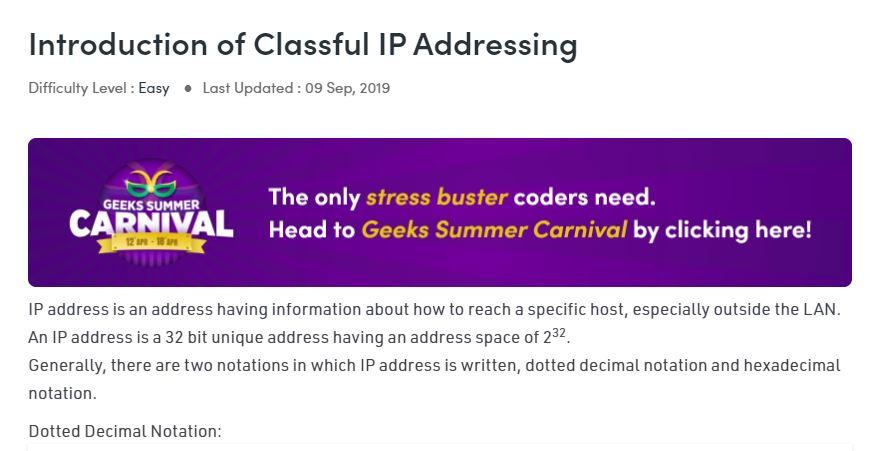 Introduction of Classful IP Addressing
Difficulty Level : Easy ● Last Updated : 09 Sep, 2019
GEEKS SUMMER
CARNIVAL
12 APR - 18 APR
The only stress buster coders need.
Head to Geeks Summer Carnival by clicking here!
IP address is an address having information about how to reach a specific host, especially outside the LAN.
An IP address is a 32 bit unique address having an address space of 2³².
Generally, there are two notations in which IP address is written, dotted decimal notation and hexadecimal
notation.
Dotted Decimal Notation: